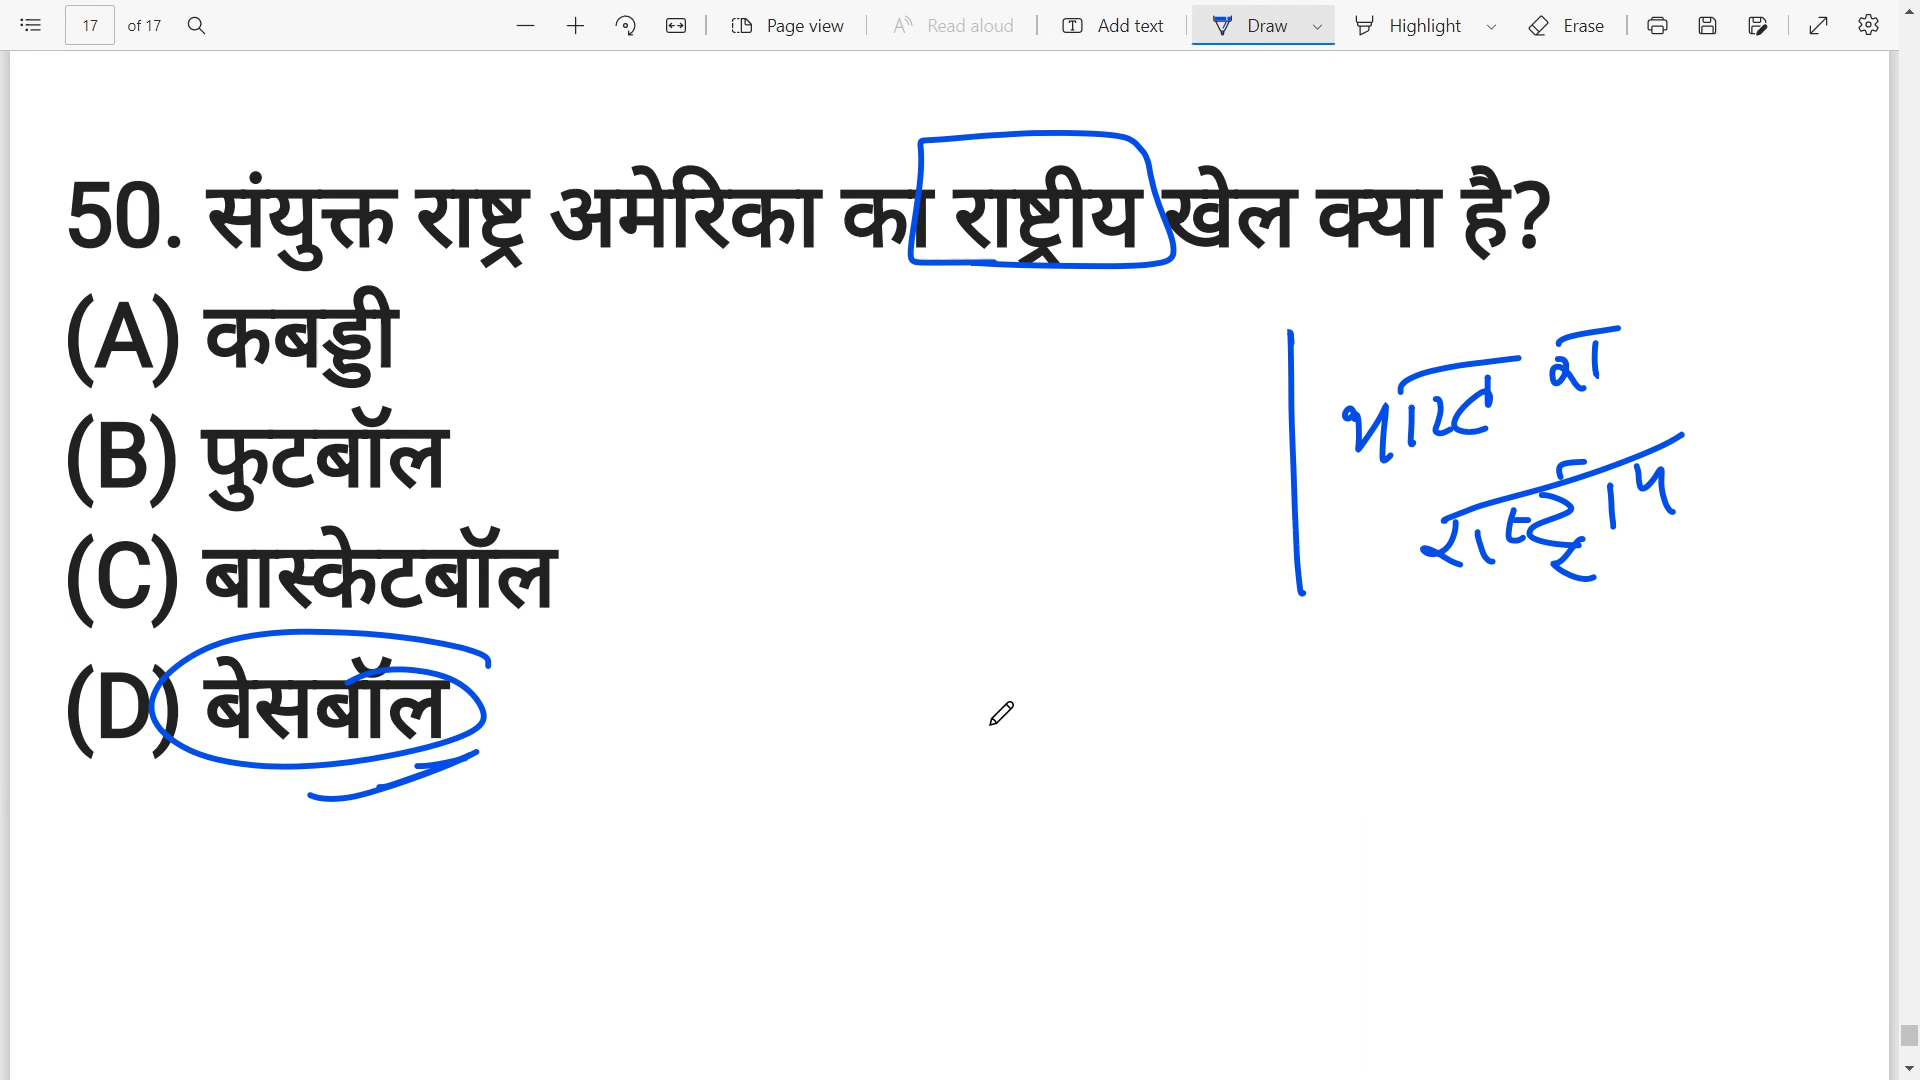 17 of 17 Page view Read aloud Add text Draw Highlight Erase
50. संयुक्त राष्ट्र अमेरिका का राष्ट्रीय खेल क्या है?
(A) कबड्डी
(B) फुटबॉल
(C) बास्केटबॉल
(D) बेसबॉल
भारत का
राष्ट्रीय